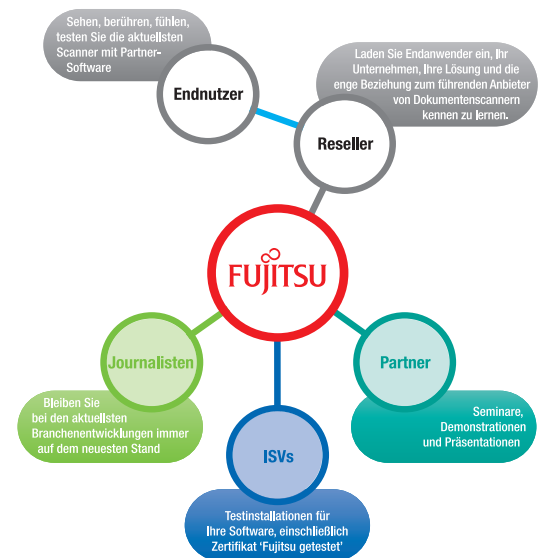 Sehen, berühren, fühlen,
testen Sie die aktuellsten
Scanner mit Partner-
Software
Endnutzer
Laden Sie Endanwender ein, Ihr
Unternehmen, Ihre Lösung und die
enge Beziehung zum führenden Anbieter
von Dokumentenscannern
kennen zu lernen.
Reseller
FUJITSU
Journalisten
Bleiben Sie
bei den aktuellsten
Branchenentwicklungen immer
auf dem neuesten Stand
Partner
Seminare,
Demonstrationen
und Präsentationen
ISVs
Testinstallationen für
Ihre Software, einschließlich
Zertifikat 'Fujitsu getestet'